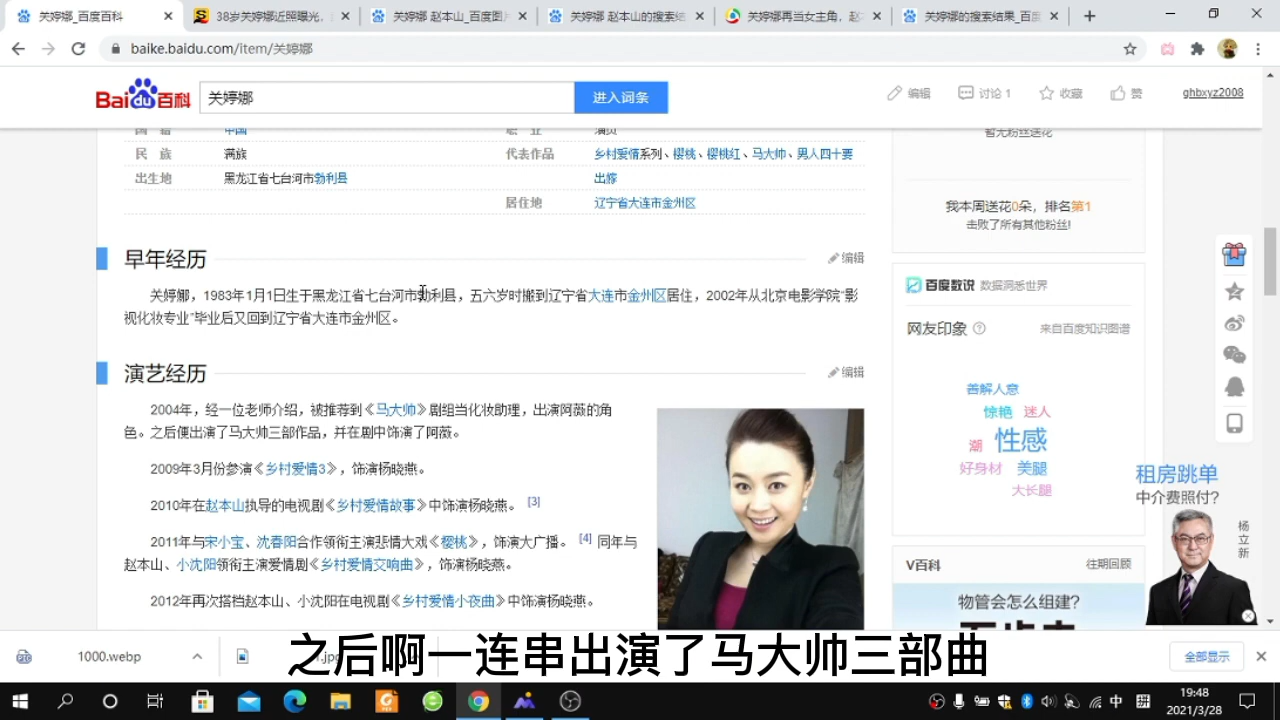 关婷娜_百度百科
38岁关婷娜近照曝光,
关婷娜 赵本山_百度图片
关婷娜 赵本山的搜索结
关婷娜再当女主角,赵
关婷娜的搜索结果_百度
baike.baidu.com/item/关婷娜
Bai du 百科
关婷娜
进入词条
编辑
讨论 1
收藏
赞
ghbxyz2008
国 籍 中国
职 业 演员
民 族 满族
代表作品 乡村爱情系列、樱桃、樱桃红、马大帅、男人四十要
出生地 黑龙江省七台河市勃利县
出嫁
居住地 辽宁省大连市金州区
早年经历
编辑
关婷娜,1983年1月1日生于黑龙江省七台河市勃利县,五六岁时搬到辽宁省大连市金州区居住,2002年从北京电影学院“影
视化妆专业”毕业后又回到辽宁省大连市金州区。
演艺经历
编辑
2004年,经一位老师介绍,被推荐到《马大帅》剧组当化妆助理,出演阿薇的角
色。之后便出演了马大帅三部作品,并在剧中饰演了阿薇。
2009年3月份参演《乡村爱情3》,饰演杨晓燕。
2010年在赵本山执导的电视剧《乡村爱情故事》中饰演杨晓燕。 [3]
2011年与宋小宝、沈春阳合作领衔主演悲情大戏《樱桃》,饰演大广播。 [4] 同年与
赵本山、小沈阳领衔主演爱情剧《乡村爱情交响曲》,饰演杨晓燕。
2012年再次搭档赵本山、小沈阳在电视剧《乡村爱情小夜曲》中饰演杨晓燕。
暂无粉丝送花
我本周送花0朵,排名第1
击败了所有其他粉丝!
百度数说 数据洞悉世界
网友印象 ?
来自百度知识图谱
善解人意
惊艳 迷人
潮 性感
好身材 美腿
大长腿
V百科
往期回顾
物管会怎么组建?
租房跳单
中介费照付?
杨立新
1000.webp
.jpg
全部显示
之后啊一连串出演了马大帅三部曲
中
拼
19:48
2021/3/28